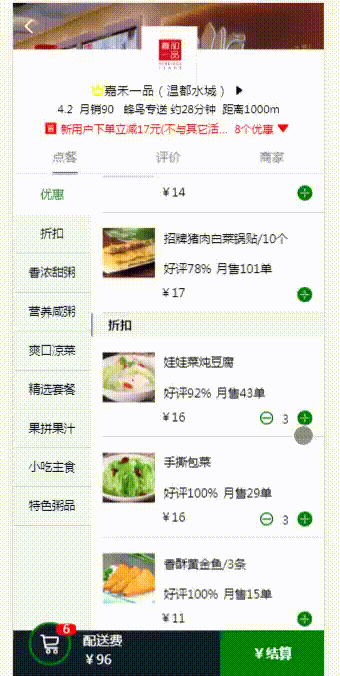 嘉禾一品（温都水城）
4.2 月销90 蜂鸟专送 约28分钟 距离1000m
新用户下单立减17元(不与其它活... 8个优惠
点餐 评价 商家
优惠
折扣
香浓甜粥
营养咸粥
爽口凉菜
精选套餐
果拼果汁
小吃主食
特色粥品
￥14
招牌猪肉白菜锅贴/10个
好评78% 月售101单
￥17
折扣
娃娃菜炖豆腐
好评92% 月售43单
￥16 3
手撕包菜
好评100% 月售29单
￥16 3
香酥黄金鱼/3条
好评100% 月售15单
￥11
6
配送费
￥96
￥结算